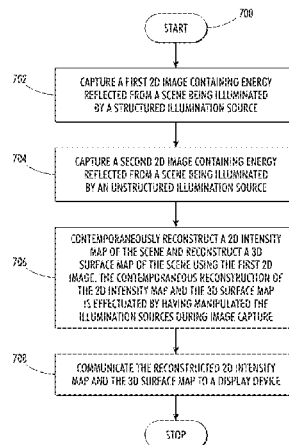 START
700
702
CAPTURE A FIRST 2D IMAGE CONTAINING ENERGY
REFLECTED FROM A SCENE BEING ILLUMINATED
BY A STRUCTURED ILLUMINATION SOURCE
704
CAPTURE A SECOND 2D IMAGE CONTAINING ENERGY
REFLECTED FROM A SCENE BEING ILLUMINATED
BY AN UNSTRUCTURED ILLUMINATION SOURCE
706
CONTEMPORANEOUSLY RECONSTRUCT A 2D INTENSITY
MAP OF THE SCENE AND RECONSTRUCT A 3D
SURFACE MAP OF THE SCENE USING THE FIRST 2D
IMAGE. THE CONTEMPORANEOUS RECONSTRUCTION OF
THE 2D INTENSITY MAP AND THE 3D SURFACE MAP
IS EFFECTUATED BY HAVING MANIPULATED THE
ILLUMINATION SOURCES DURING IMAGE CAPTURE
708
COMMUNICATE THE RECONSTRUCTED 2D INTENSITY
MAP AND THE 3D SURFACE MAP TO A DISPLAY DEVICE
STOP